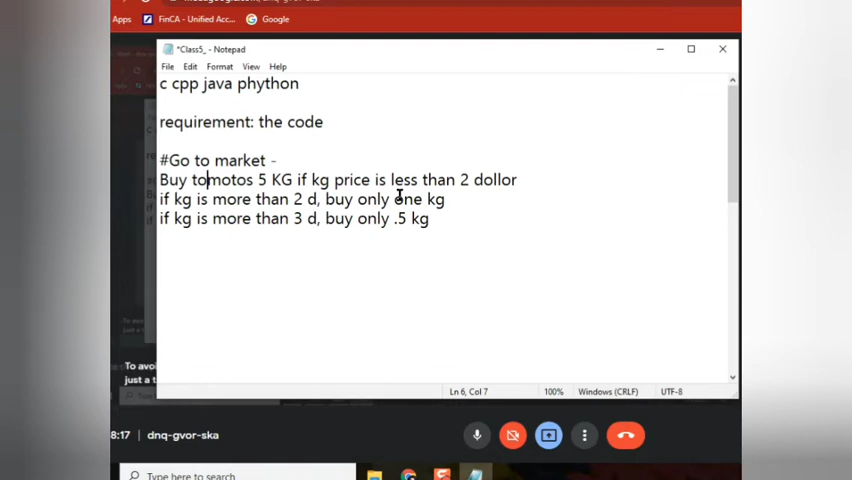 Apps FinCA - Unified Acc... Google
*Class5_ - Notepad
File Edit Format View Help
c cpp java phython
requirement: the code
#Go to market -
Buy tomotos 5 KG if kg price is less than 2 dollor
if kg is more than 2 d, buy only one kg
if kg is more than 3 d, buy only .5 kg
To avoi
just a t
Ln 6, Col 7 100% Windows (CRLF) UTF-8
8:17 dnq-gvor-ska
Type here to search